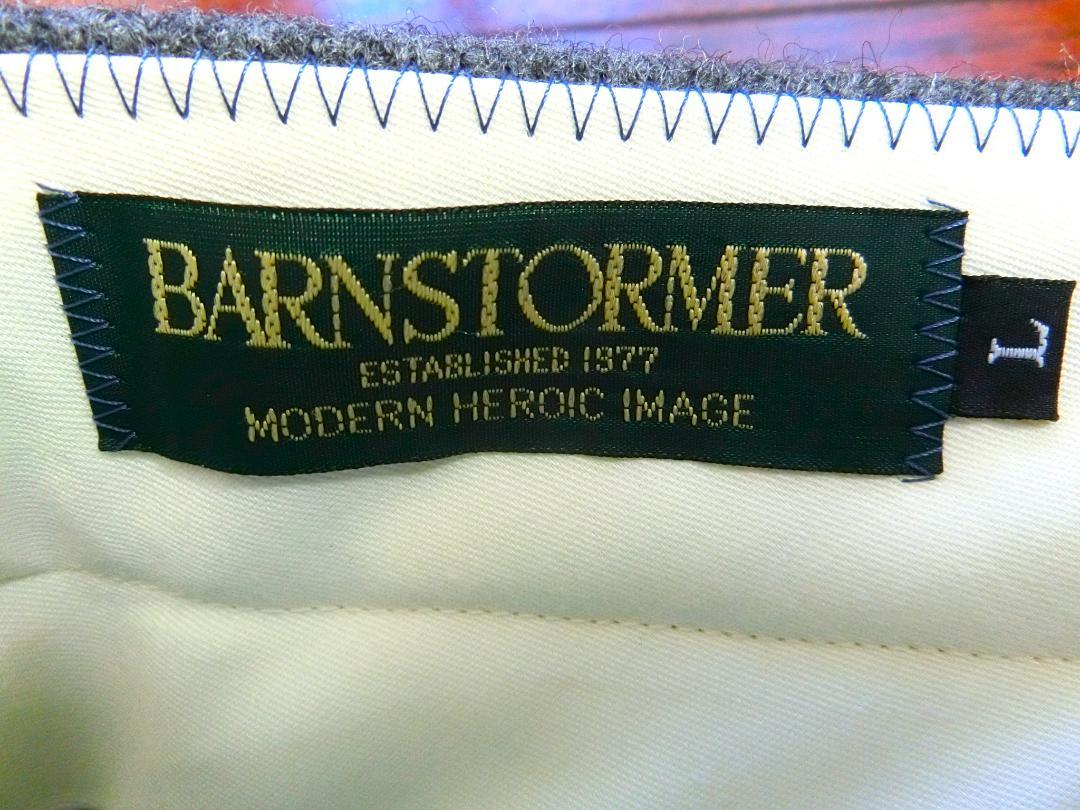 BARNSTORMER
ESTABLISHED 1977
MODERN HEROIC IMAGE
L